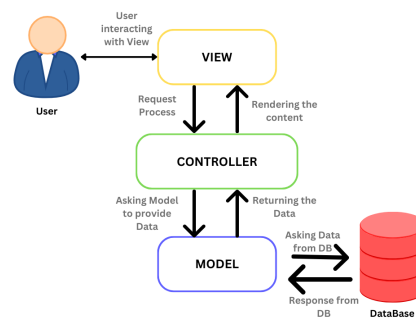 User
interacting
with View
VIEW
User
Request
Process
Rendering the
content
CONTROLLER
Asking Model
to provide
Data
Returning the
Data
MODEL
Asking Data
from DB
Response from
DB
DataBase